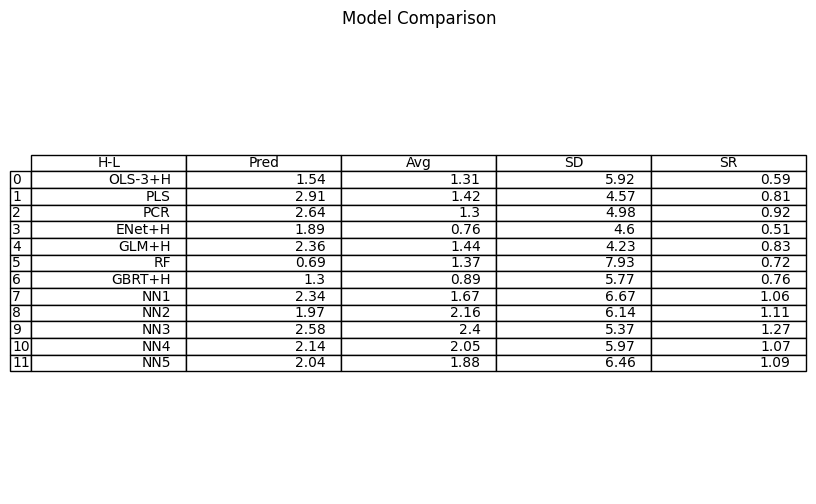 Model Comparison
H-L Pred Avg SD SR
0 OLS-3+H 1.54 1.31 5.92 0.59
1 PLS 2.91 1.42 4.57 0.81
2 PCR 2.64 1.3 4.98 0.92
3 ENet+H 1.89 0.76 4.6 0.51
4 GLM+H 2.36 1.44 4.23 0.83
5 RF 0.69 1.37 7.93 0.72
6 GBRT+H 1.3 0.89 5.77 0.76
7 NN1 2.34 1.67 6.67 1.06
8 NN2 1.97 2.16 6.14 1.11
9 NN3 2.58 2.4 5.37 1.27
10 NN4 2.14 2.05 5.97 1.07
11 NN5 2.04 1.88 6.46 1.09